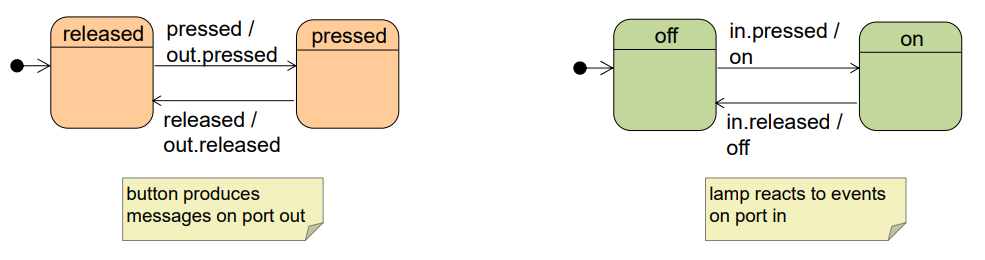 released
pressed /
out.pressed
pressed
released /
out.released
button produces
messages on port out
off
in.pressed /
on
on
in.released /
off
lamp reacts to events
on port in